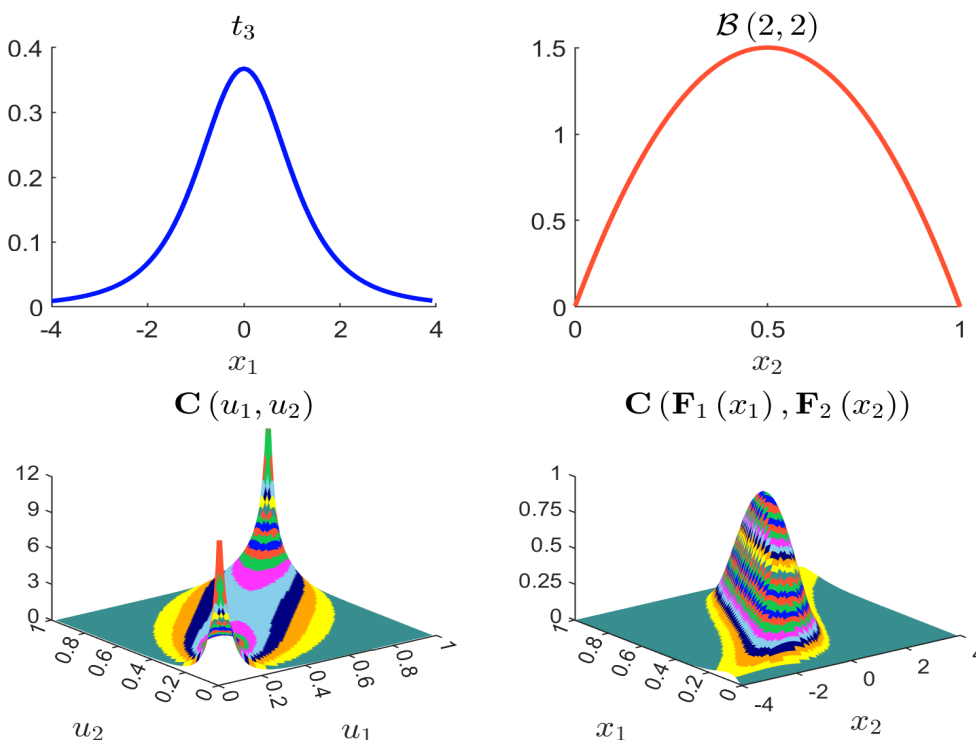 t₃
0.4
0.3
0.2
0.1
0
-4 -2 0 2 4
x₁
B (2, 2)
1.5
1
0.5
0
0 0.5 1
x₂
C (u₁, u₂)
12
9
6
3
0
1 0.8 0.6 0.4 0.2 0
u₂
0 0.2 0.4 0.6 0.8 1
u₁
C (F₁ (x₁) , F₂ (x₂))
1
0.75
0.5
0.25
0
1 0.8 0.6 0.4 0.2 0
x₁
-4 -2 0 2 4
x₂